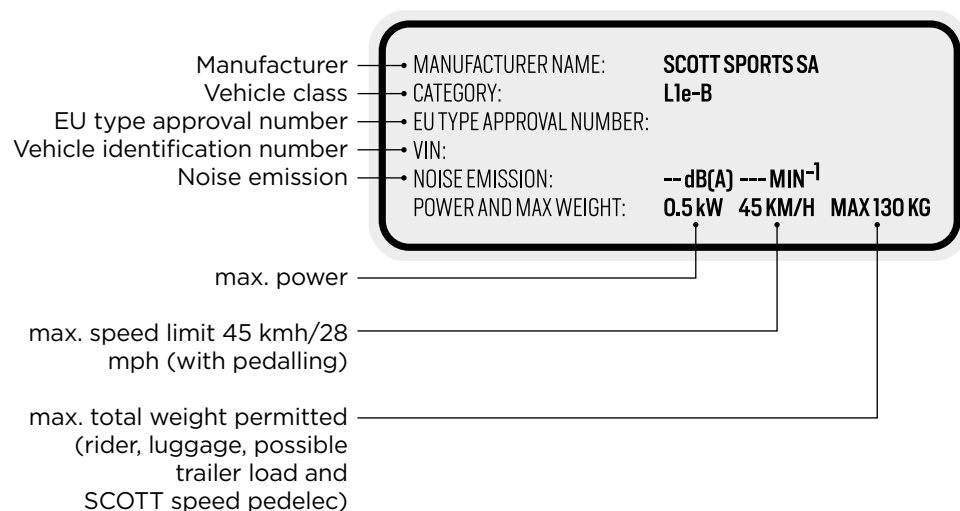 Manufacturer
Vehicle class
EU type approval number
Vehicle identification number
Noise emission
MANUFACTURER NAME: SCOTT SPORTS SA
CATEGORY: L1e-B
EU TYPE APPROVAL NUMBER:
VIN:
NOISE EMISSION: -- dB(A) --- MIN-1
POWER AND MAX WEIGHT: 0.5 kW 45 KM/H MAX 130 KG
max. power
max. speed limit 45 kmh/28
mph (with pedalling)
max. total weight permitted
(rider, luggage, possible
trailer load and
SCOTT speed pedelec)